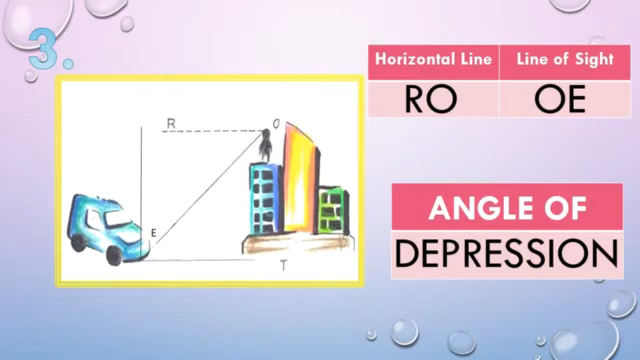 3.
Horizontal Line Line of Sight
RO OE
R O
E
T
ANGLE OF
DEPRESSION